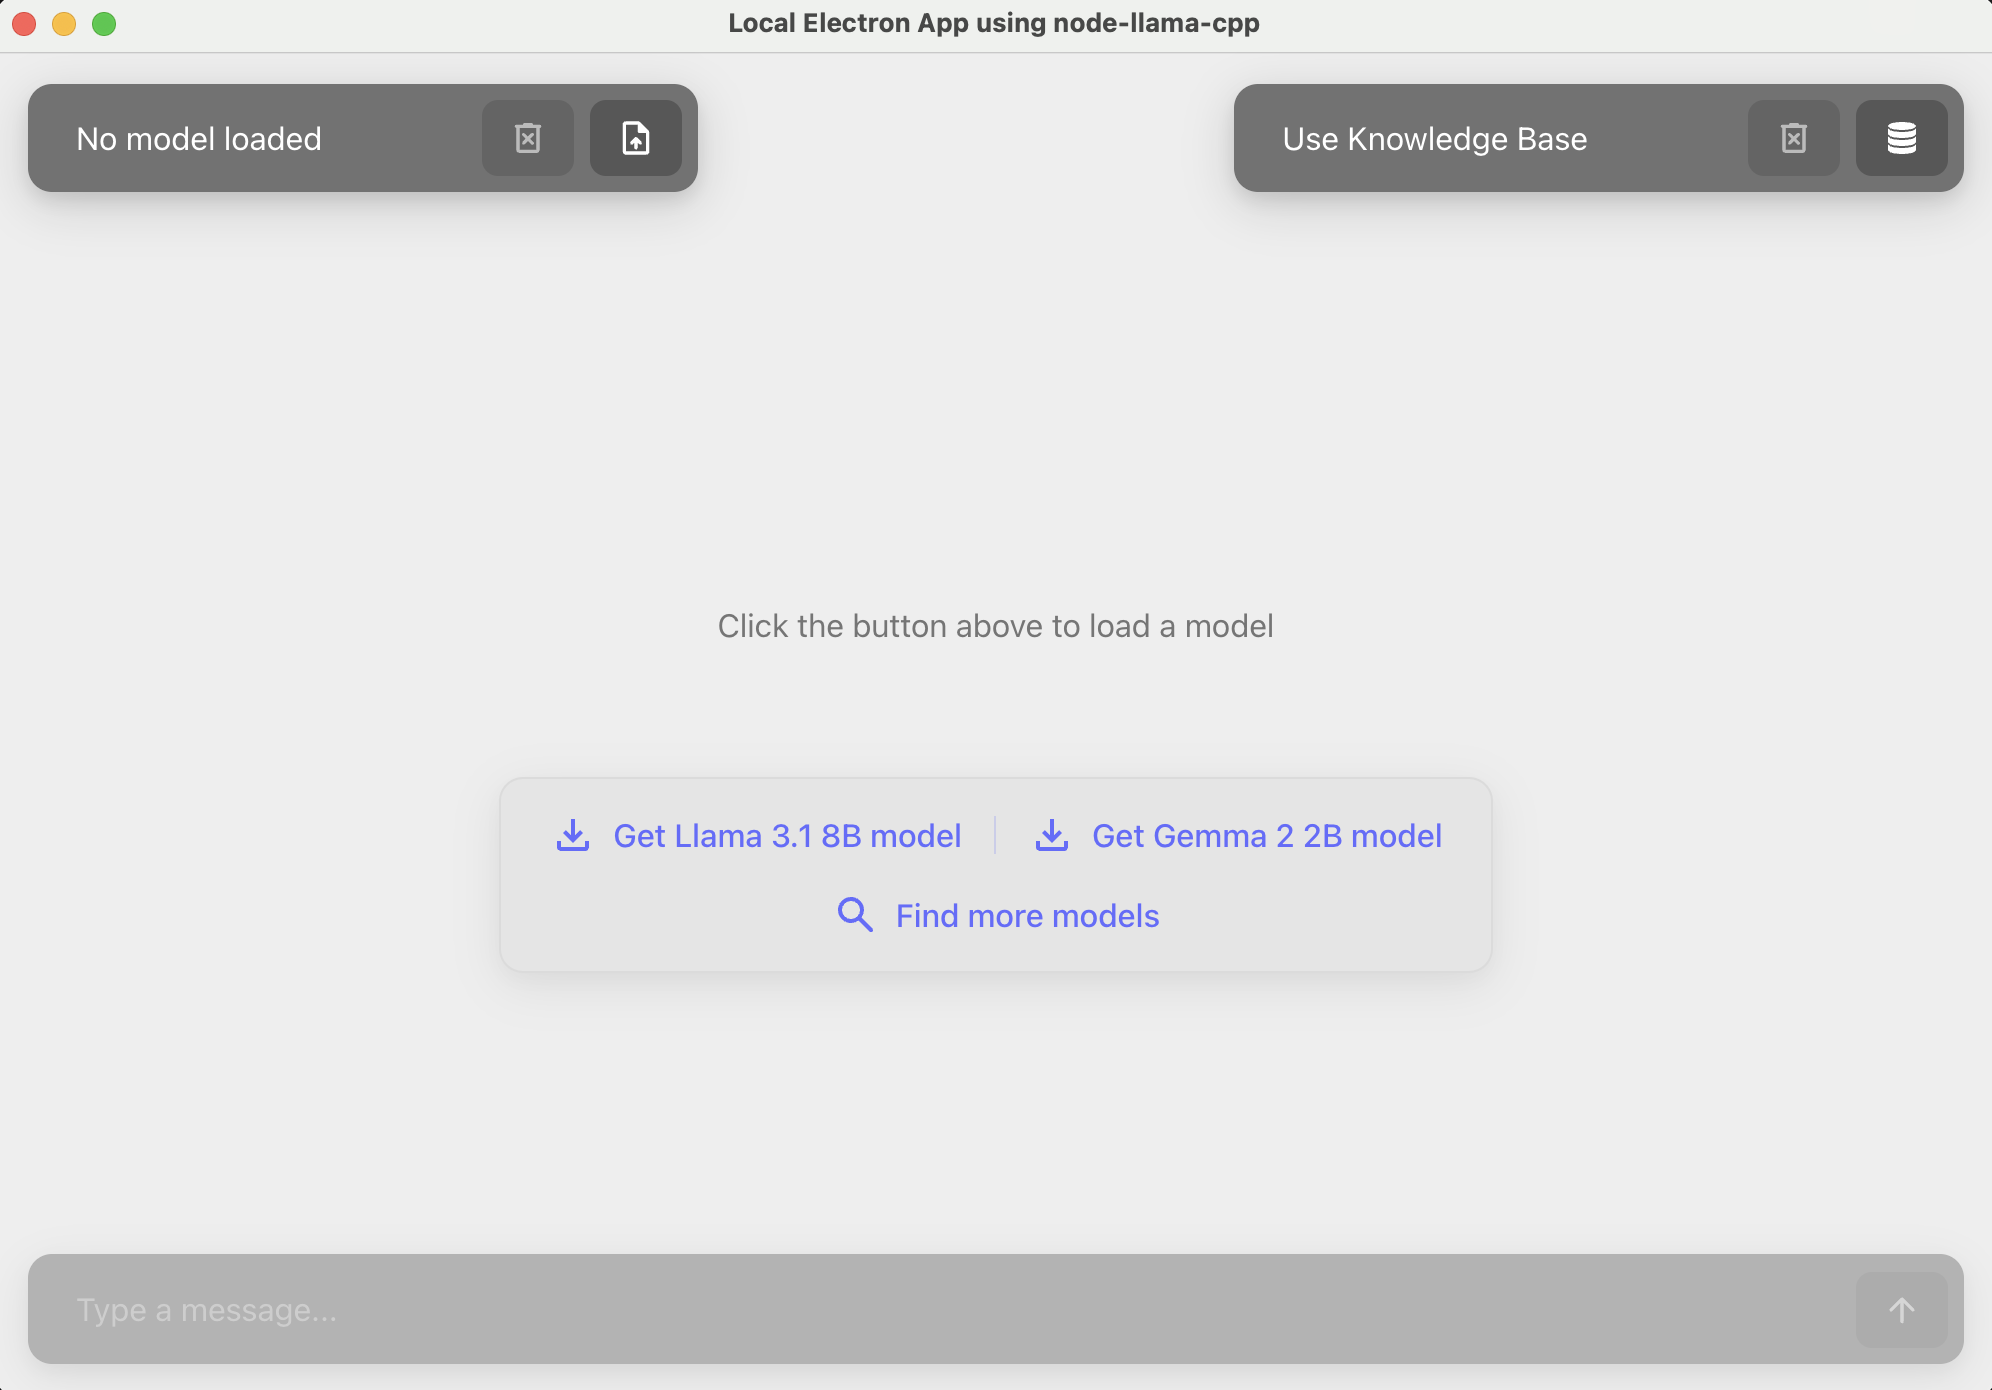 Local Electron App using node-llama-cpp
No model loaded
Use Knowledge Base
Click the button above to load a model
Get Llama 3.1 8B model
Get Gemma 2 2B model
Find more models
Type a message...